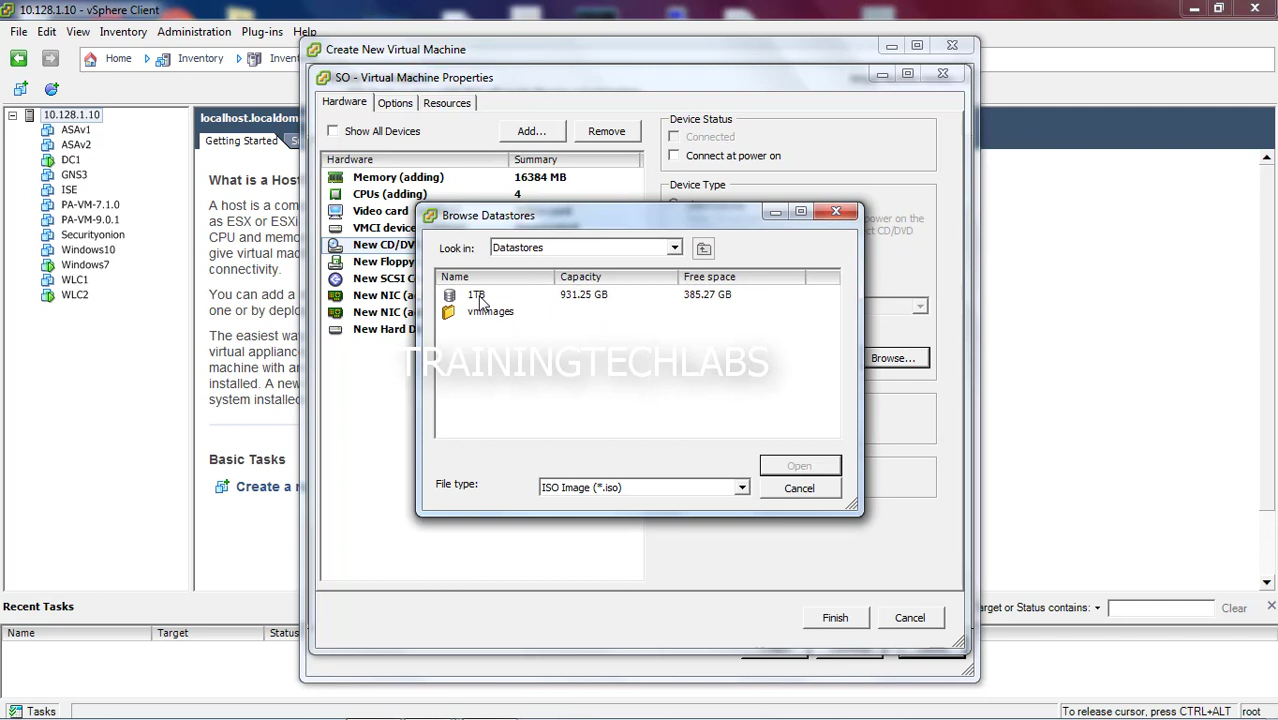 10.128.1.10 - vSphere Client
File Edit View Inventory Administration Plug-ins Help
Home Inventory
10.128.1.10
ASAv1
ASAv2
DC1
GNS3
ISE
PA-VM-7.1.0
PA-VM-9.0.1
Securityonion
Windows10
Windows7
WLC1
WLC2
localhost.localdom
Getting Started
What is a Host
A host is a comp
as ESX or ESXi
CPU and memo
give virtual mac
connectivity.
You can add a
one or by deplo
The easiest wa
virtual appliance
machine with an
installed. A new
system installed
Basic Tasks
Create a n
Create New Virtual Machine
SO - Virtual Machine Properties
Hardware Options Resources
Show All Devices Add... Remove
Hardware Summary
Memory (adding) 16384 MB
CPUs (adding) 4
Video card
VMCI device
New CD/DV
New Floppy
New SCSI C
New NIC (a
New NIC (a
New Hard D
Device Status
Connected
Connect at power on
Device Type
power on the
ect CD/DVD
Browse...
Browse Datastores
Look in: Datastores
Name Capacity Free space
1TB 931.25 GB 385.27 GB
vmimages
TRAININGTECHLABS
Open
File type: ISO Image (*.iso)
Cancel
Finish Cancel
Recent Tasks
arget or Status contains: Clear
Name Target Status
Tasks
To release cursor, press CTRL+ALT root